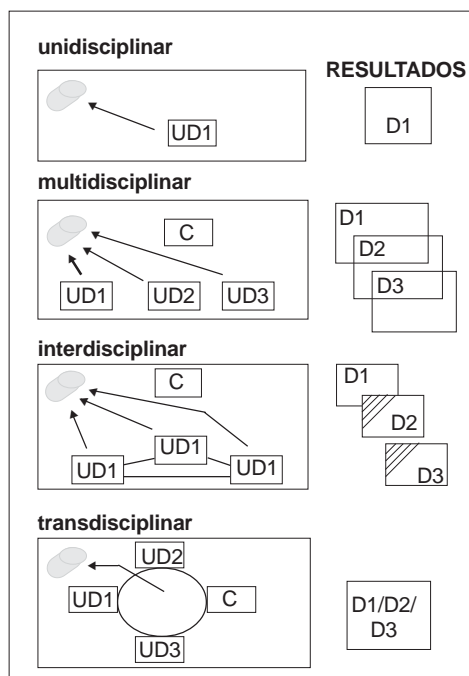 unidisciplinar
RESULTADOS
UD1
D1
multidisciplinar
C
UD1 UD2 UD3
D1
D2
D3
interdisciplinar
C
UD1
UD1 UD1
D1
D2
D3
transdisciplinar
UD2
UD1 C
UD3
D1/D2/
D3